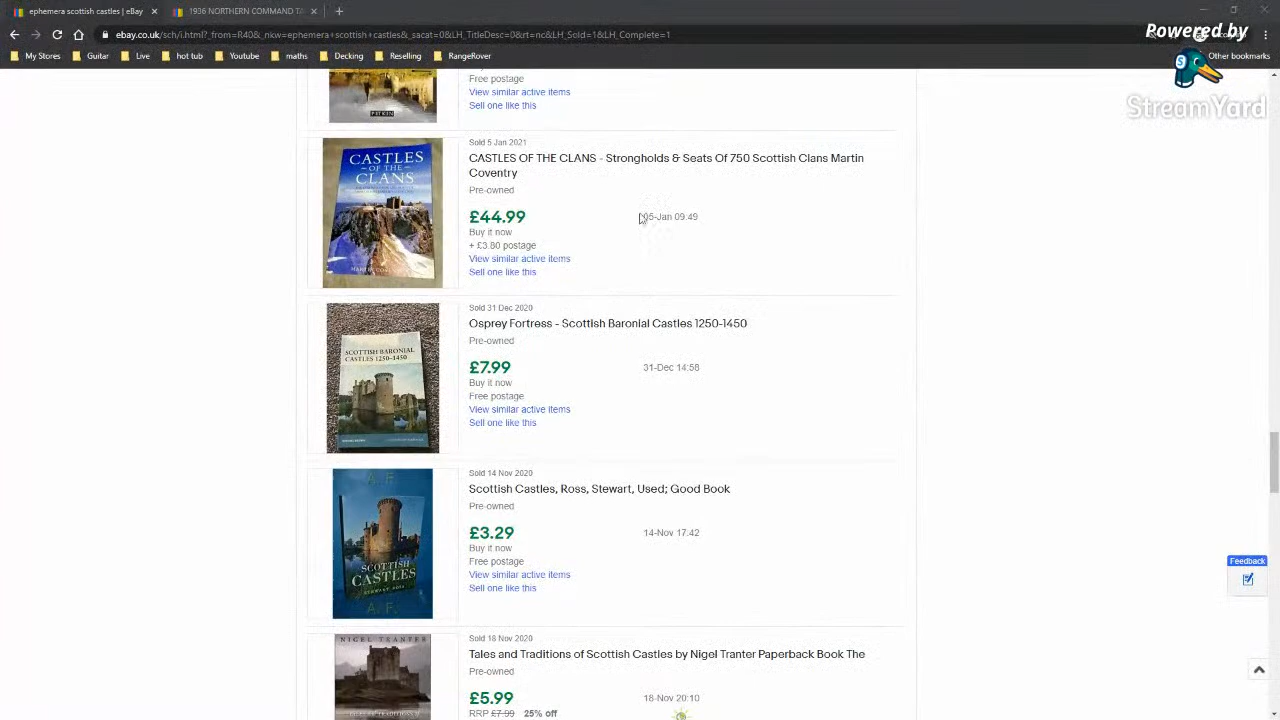 ephemera scottish castles | eBay
1936 NORTHERN COMMAND TA
ebay.co.uk/sch/i.html?_from=R40&_nkw=ephemera+scottish+castles&_sacat=0&LH_TitleDesc=0&rt=nc&LH_Sold=1&LH_Complete=1
Powered by
My Stores
Guitar
Live
hot tub
Youtube
maths
Decking
Reselling
RangeRover
Other bookmarks
StreamYard
PITKIN
Free postage
View similar active items
Sell one like this
CASTLES
OF THE
CLANS
Sold 5 Jan 2021
CASTLES OF THE CLANS - Strongholds & Seats Of 750 Scottish Family Martin
Coventry
Pre-owned
£44.99
05-Jan 09:49
Buy it now
+ £3.80 postage
View similar active items
Sell one like this
SCOTTISH BARONIAL
CASTLES 1250–1450
Sold 31 Dec 2020
Osprey Fortress - Scottish Baronial Castles 1250-1450
Pre-owned
£7.99
31-Dec 14:58
Buy it now
Free postage
View similar active items
Sell one like this
A. F.
SCOTTISH
CASTLES
STEWART ROSS
A. F.
Sold 14 Nov 2020
Scottish Castles, Ross, Stewart, Used; Good Book
Pre-owned
£3.29
14-Nov 17:42
Buy it now
Free postage
View similar active items
Sell one like this
Feedback
NIGEL TRANTER
Sold 18 Nov 2020
Tales and Traditions of Scottish Castles by Nigel Tranter Paperback Book The
Pre-owned
£5.99
18-Nov 20:10
RRP £7.99 25% off